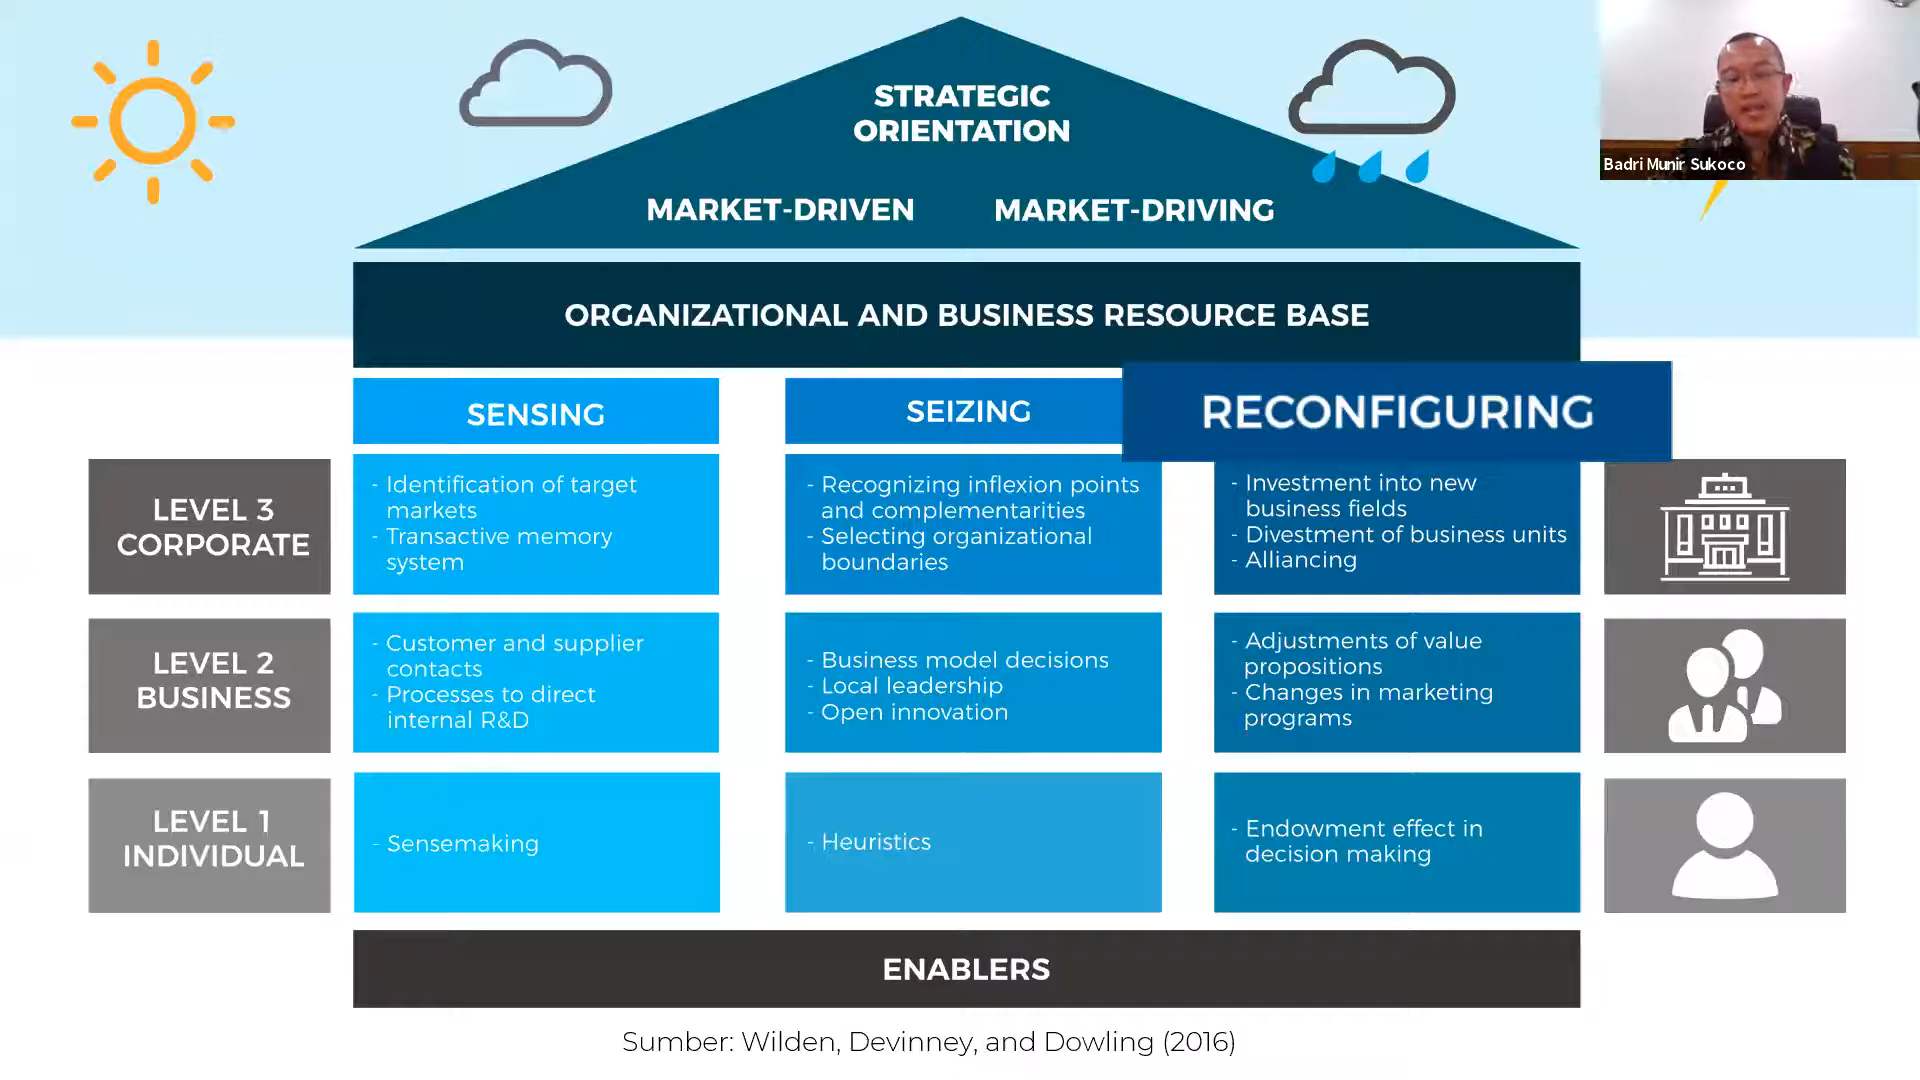 STRATEGIC
ORIENTATION
MARKET-DRIVEN
MARKET-DRIVING
Badri Munir Sukoco
ORGANIZATIONAL AND BUSINESS RESOURCE BASE
SENSING
SEIZING
RECONFIGURING
LEVEL 3
CORPORATE
- Identification of target
markets
- Transactive memory
system
- Recognizing inflexion points
and complementarities
- Selecting organizational
boundaries
- Investment into new
business fields
- Divestment of business units
- Alliancing
LEVEL 2
BUSINESS
- Customer and supplier
contacts
- Processes to direct
internal R&D
- Business model decisions
- Local leadership
- Open innovation
- Adjustments of value
propositions
- Changes in marketing
programs
LEVEL 1
INDIVIDUAL
- Sensemaking
- Heuristics
- Endowment effect in
decision making
ENABLERS
Sumber: Wilden, Devinney, and Dowling (2016)